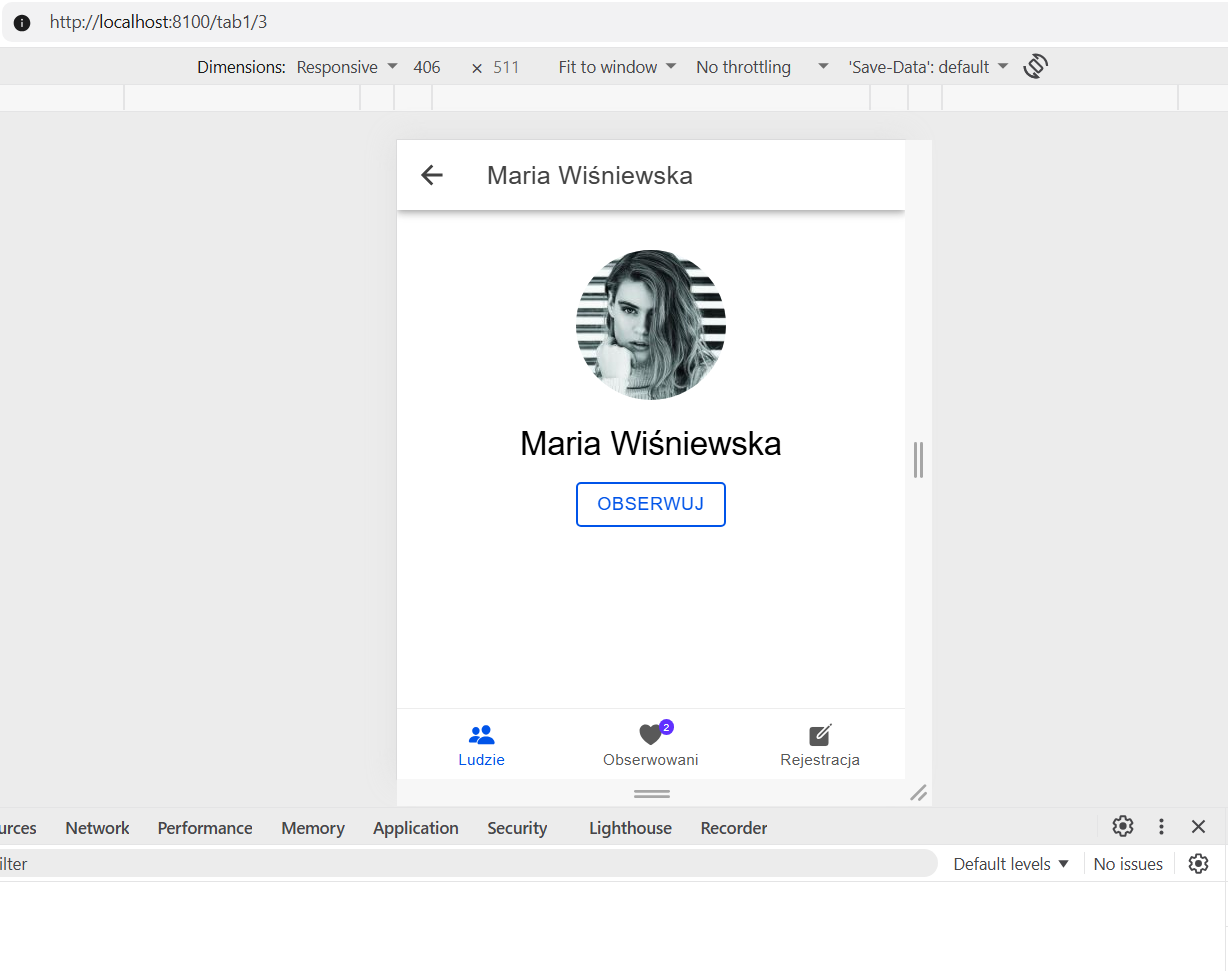 http://localhost:8100/tab1/3
Dimensions: Responsive 406 × 511 Fit to window No throttling 'Save-Data': default
Maria Wiśniewska
Maria Wiśniewska
OBSERWUJ
2
Ludzie Obserwowani Rejestracja
urces Network Performance Memory Application Security Lighthouse Recorder
ilter Default levels No issues